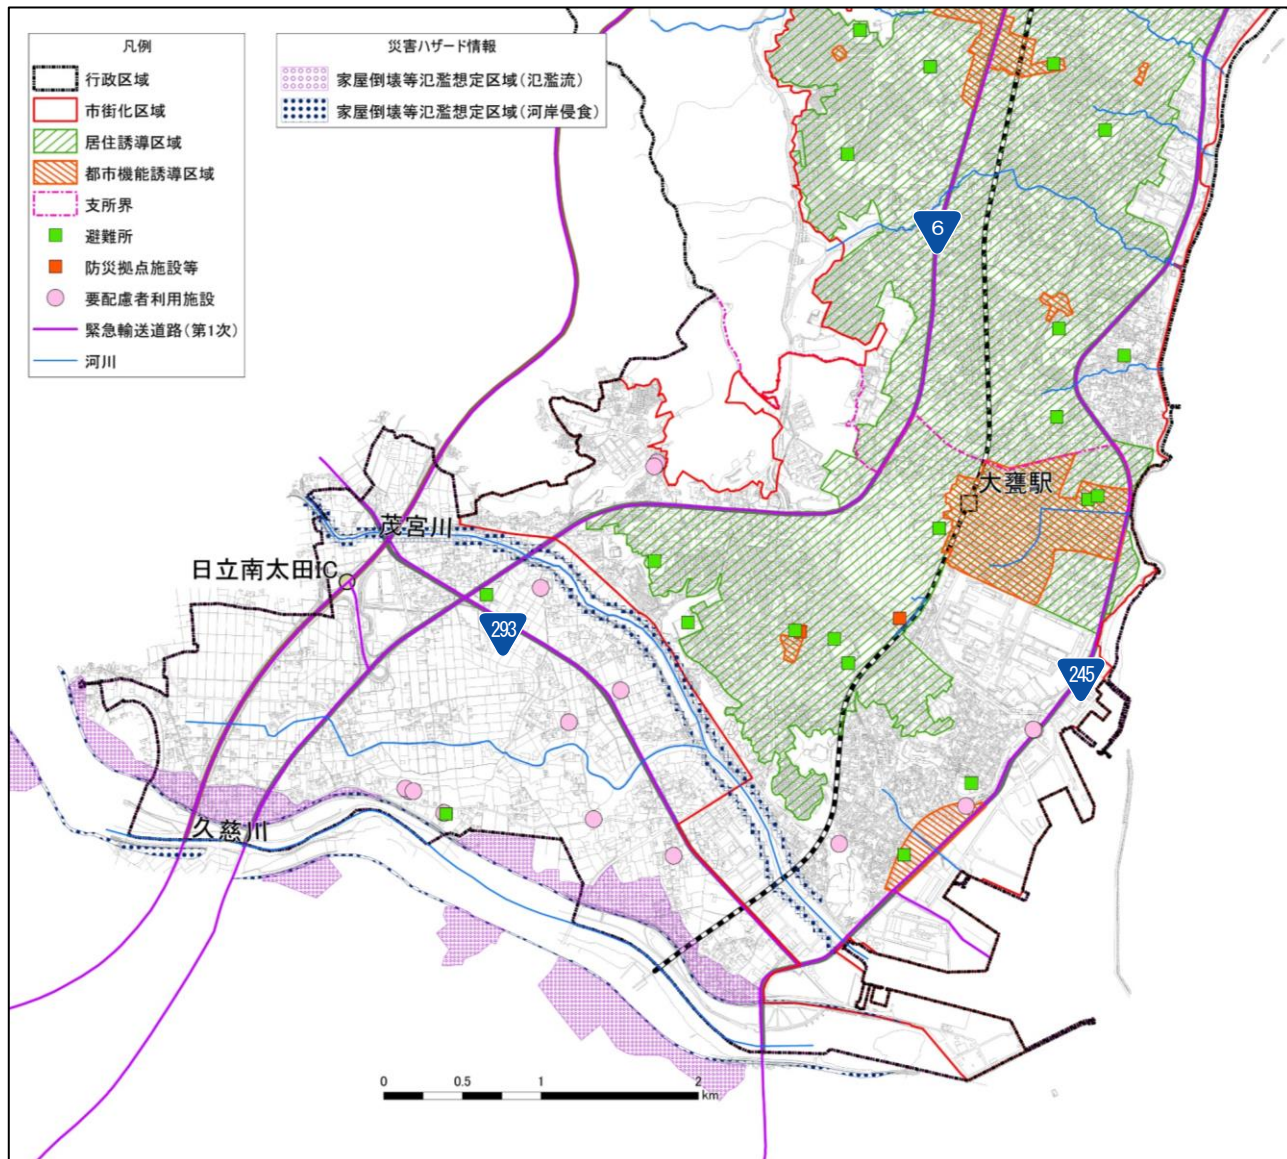 凡例
行政区域
市街化区域
居住誘導区域
都市機能誘導区域
支所界
避難所
防災拠点施設等
要配慮者利用施設
緊急輸送道路(第1次)
河川
災害ハザード情報
家屋倒壊等氾濫想定区域(氾濫流)
家屋倒壊等氾濫想定区域(河岸侵食)
6
大甕駅
茂宮川
日立南太田IC
293
245
久慈川
0 0.5 1 2
km